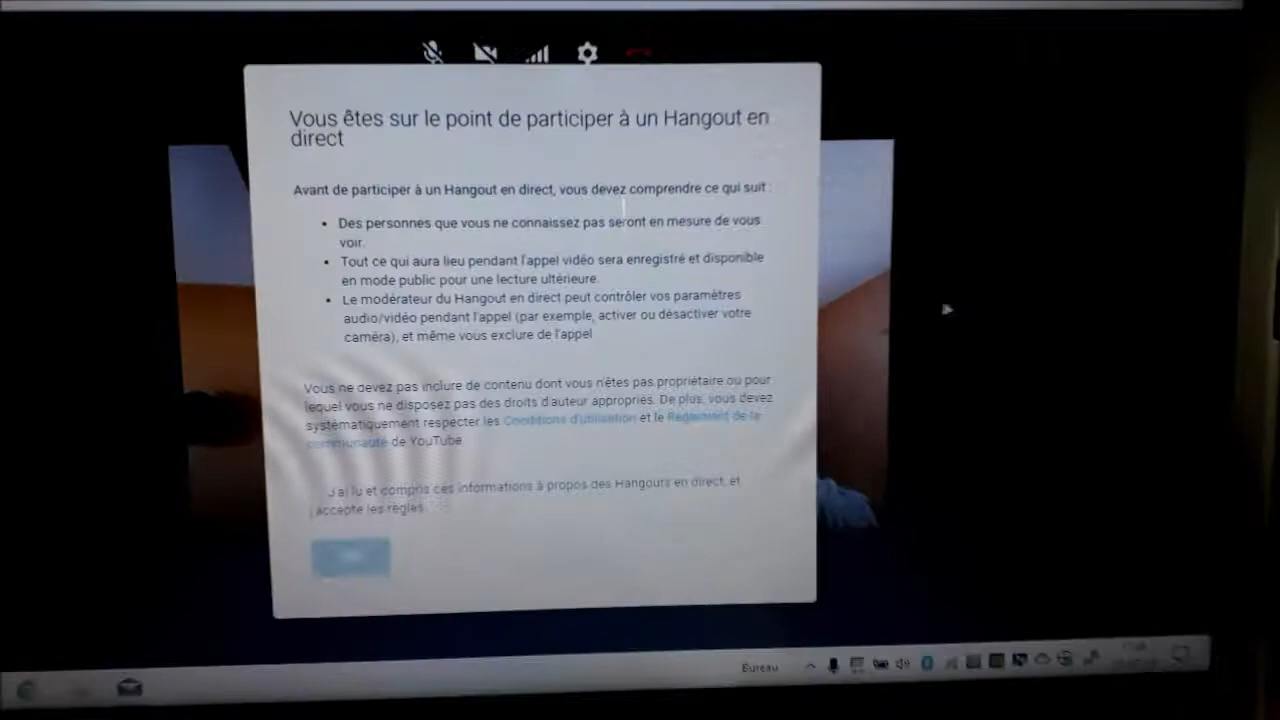 Vous êtes sur le point de participer à un Hangout en
direct
Avant de participer à un Hangout en direct, vous devez comprendre ce qui suit :
• Des personnes que vous ne connaissez pas seront en mesure de vous
voir.
• Tout ce qui aura lieu pendant l'appel vidéo sera enregistré et disponible
en mode public pour une lecture ultérieure.
• Le modérateur du Hangout en direct peut contrôler vos paramètres
audio/vidéo pendant l'appel (par exemple, activer ou désactiver votre
caméra), et même vous exclure de l'appel
Vous ne devez pas inclure de contenu dont vous n'êtes pas propriétaire ou pour
lequel vous ne disposez pas des droits d'auteur appropriés. De plus, vous devez
systématiquement respecter les Conditions d'utilisation et le Règlement de la
communauté de YouTube.
J'ai lu et compris ces informations à propos des Hangouts en direct, et
j'accepte les règles.
Bureau